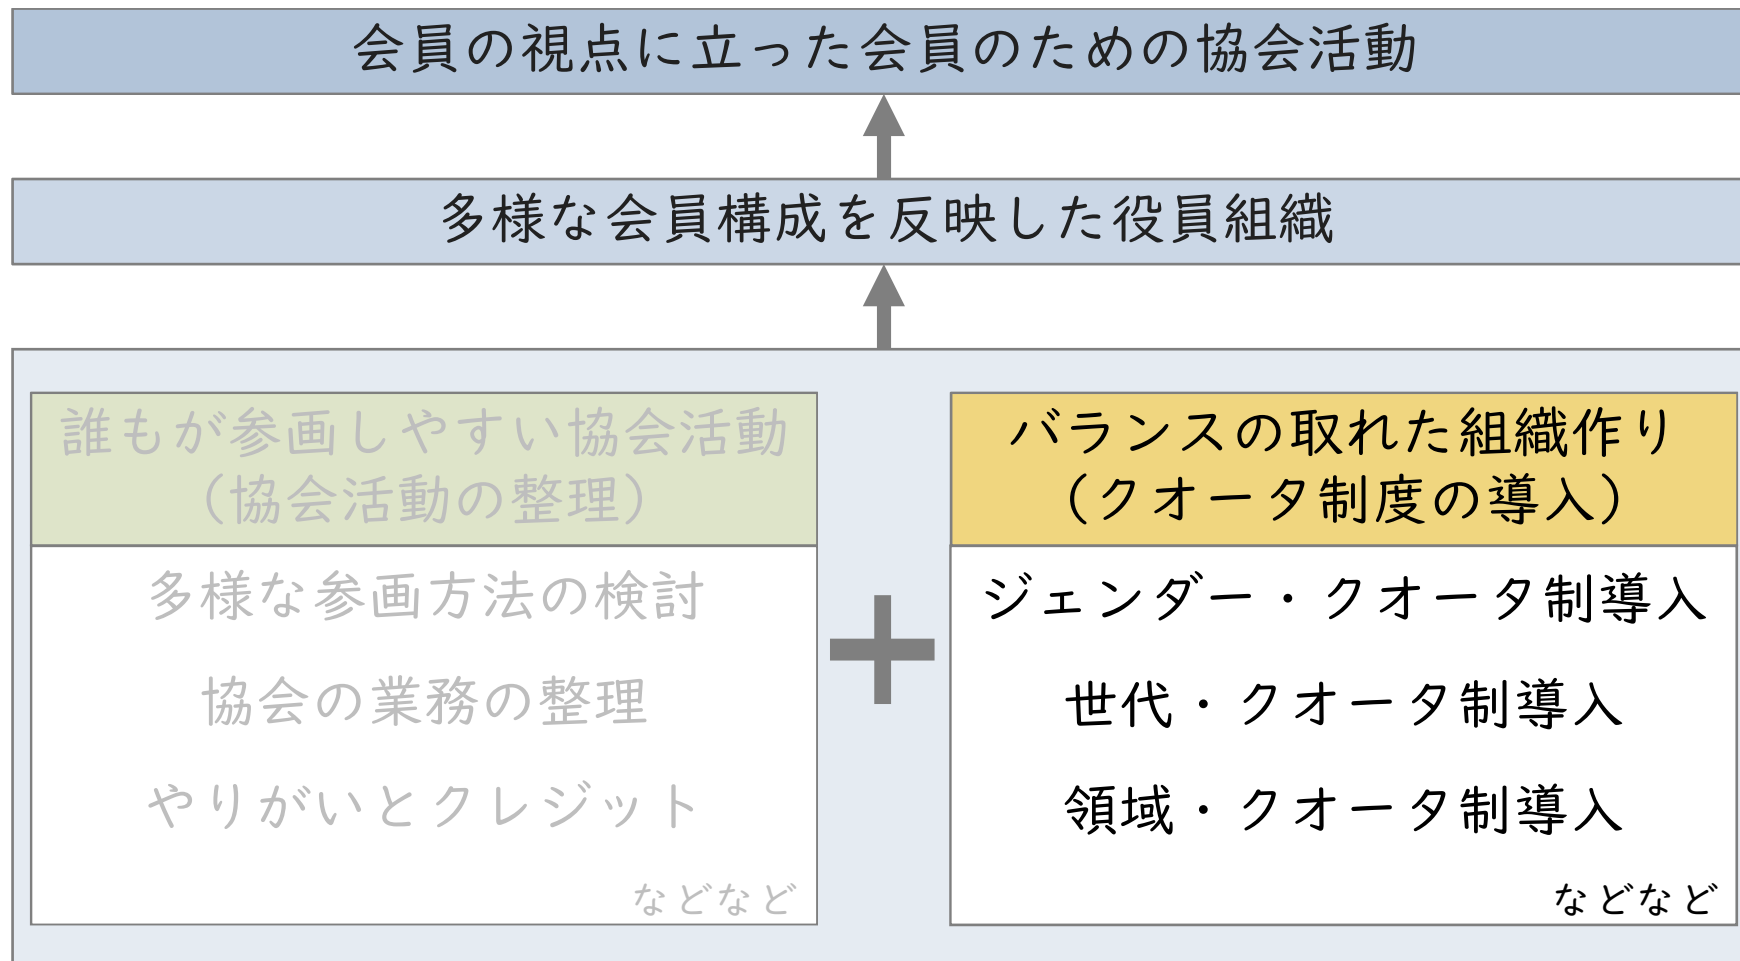 会員の視点に立った会員のための協会活動
多様な会員構成を反映した役員組織
誰もが参画しやすい協会活動
（協会活動の整理）
多様な参画方法の検討
協会の業務の整理
やりがいとクレジット
などなど
バランスの取れた組織作り
（クオータ制度の導入）
ジェンダー・クオータ制導入
世代・クオータ制導入
領域・クオータ制導入
などなど